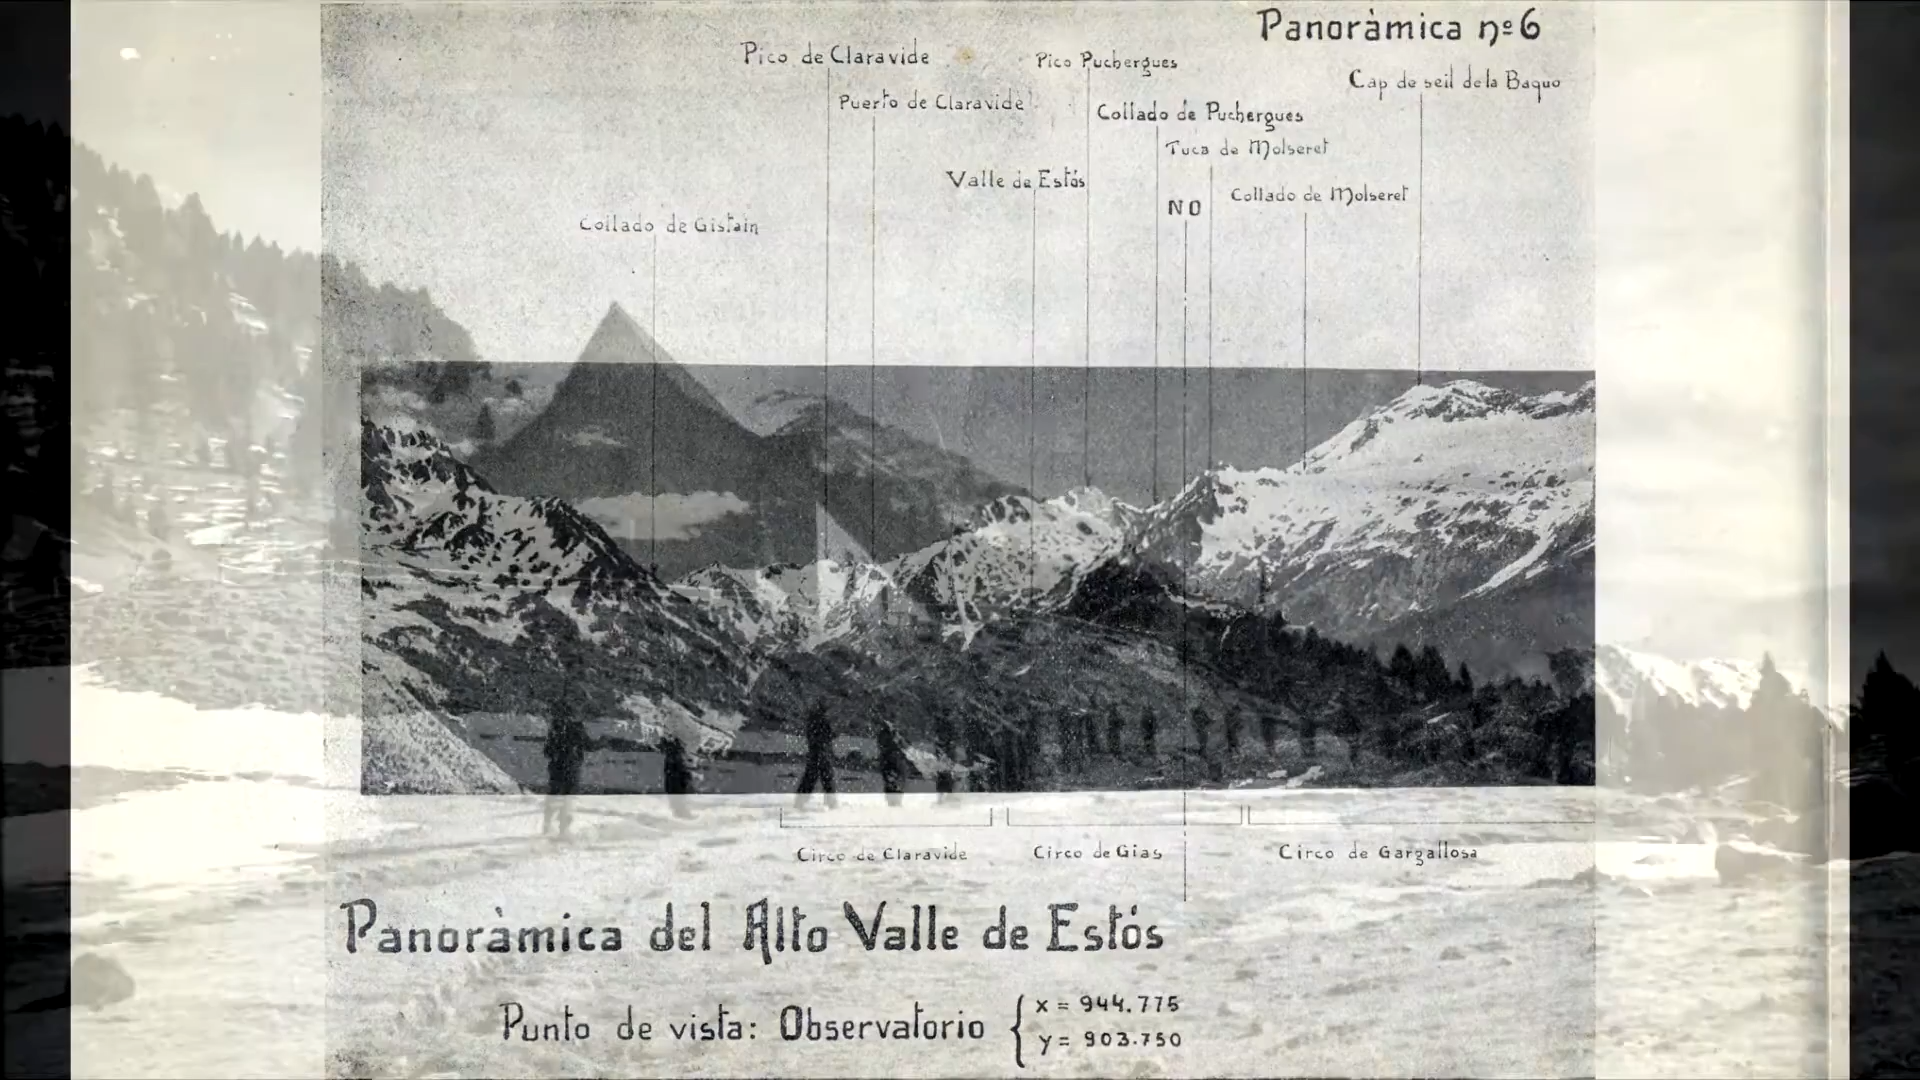 Panoràmica nº6
Pico de Claravide
Pico Puchergues
Cap de seil de la Baquo
Puerto de Claravide
Collado de Puchergues
Tuca de Molseret
Valle de Estós
Collado de Molseret
NO
Collado de Gistain
Circo de Claravide
Circo de Gias
Circo de Gargallosa
Panoràmica del Alto Valle de Estós
Punto de vista: Observatorio
x = 944.775
y = 903.750